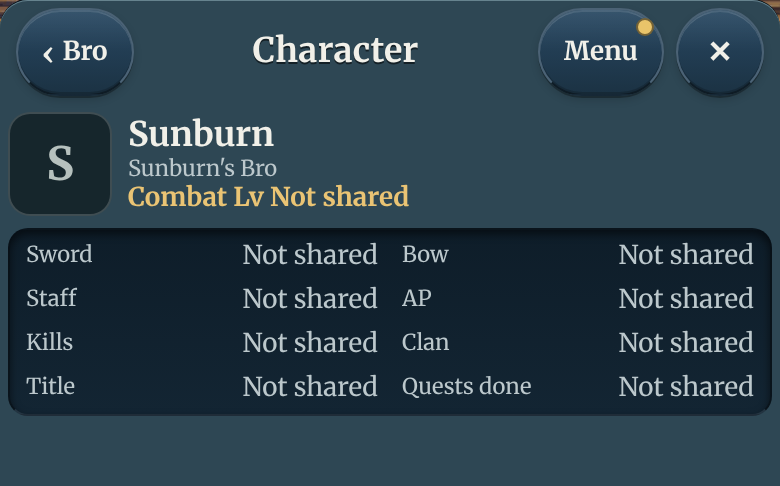 ‹ Bro
Character
Menu
✕
S
Sunburn
Sunburn's Bro
Combat Lv Not shared
Sword Not shared Bow Not shared
Staff Not shared AP Not shared
Kills Not shared Clan Not shared
Title Not shared Quests done Not shared